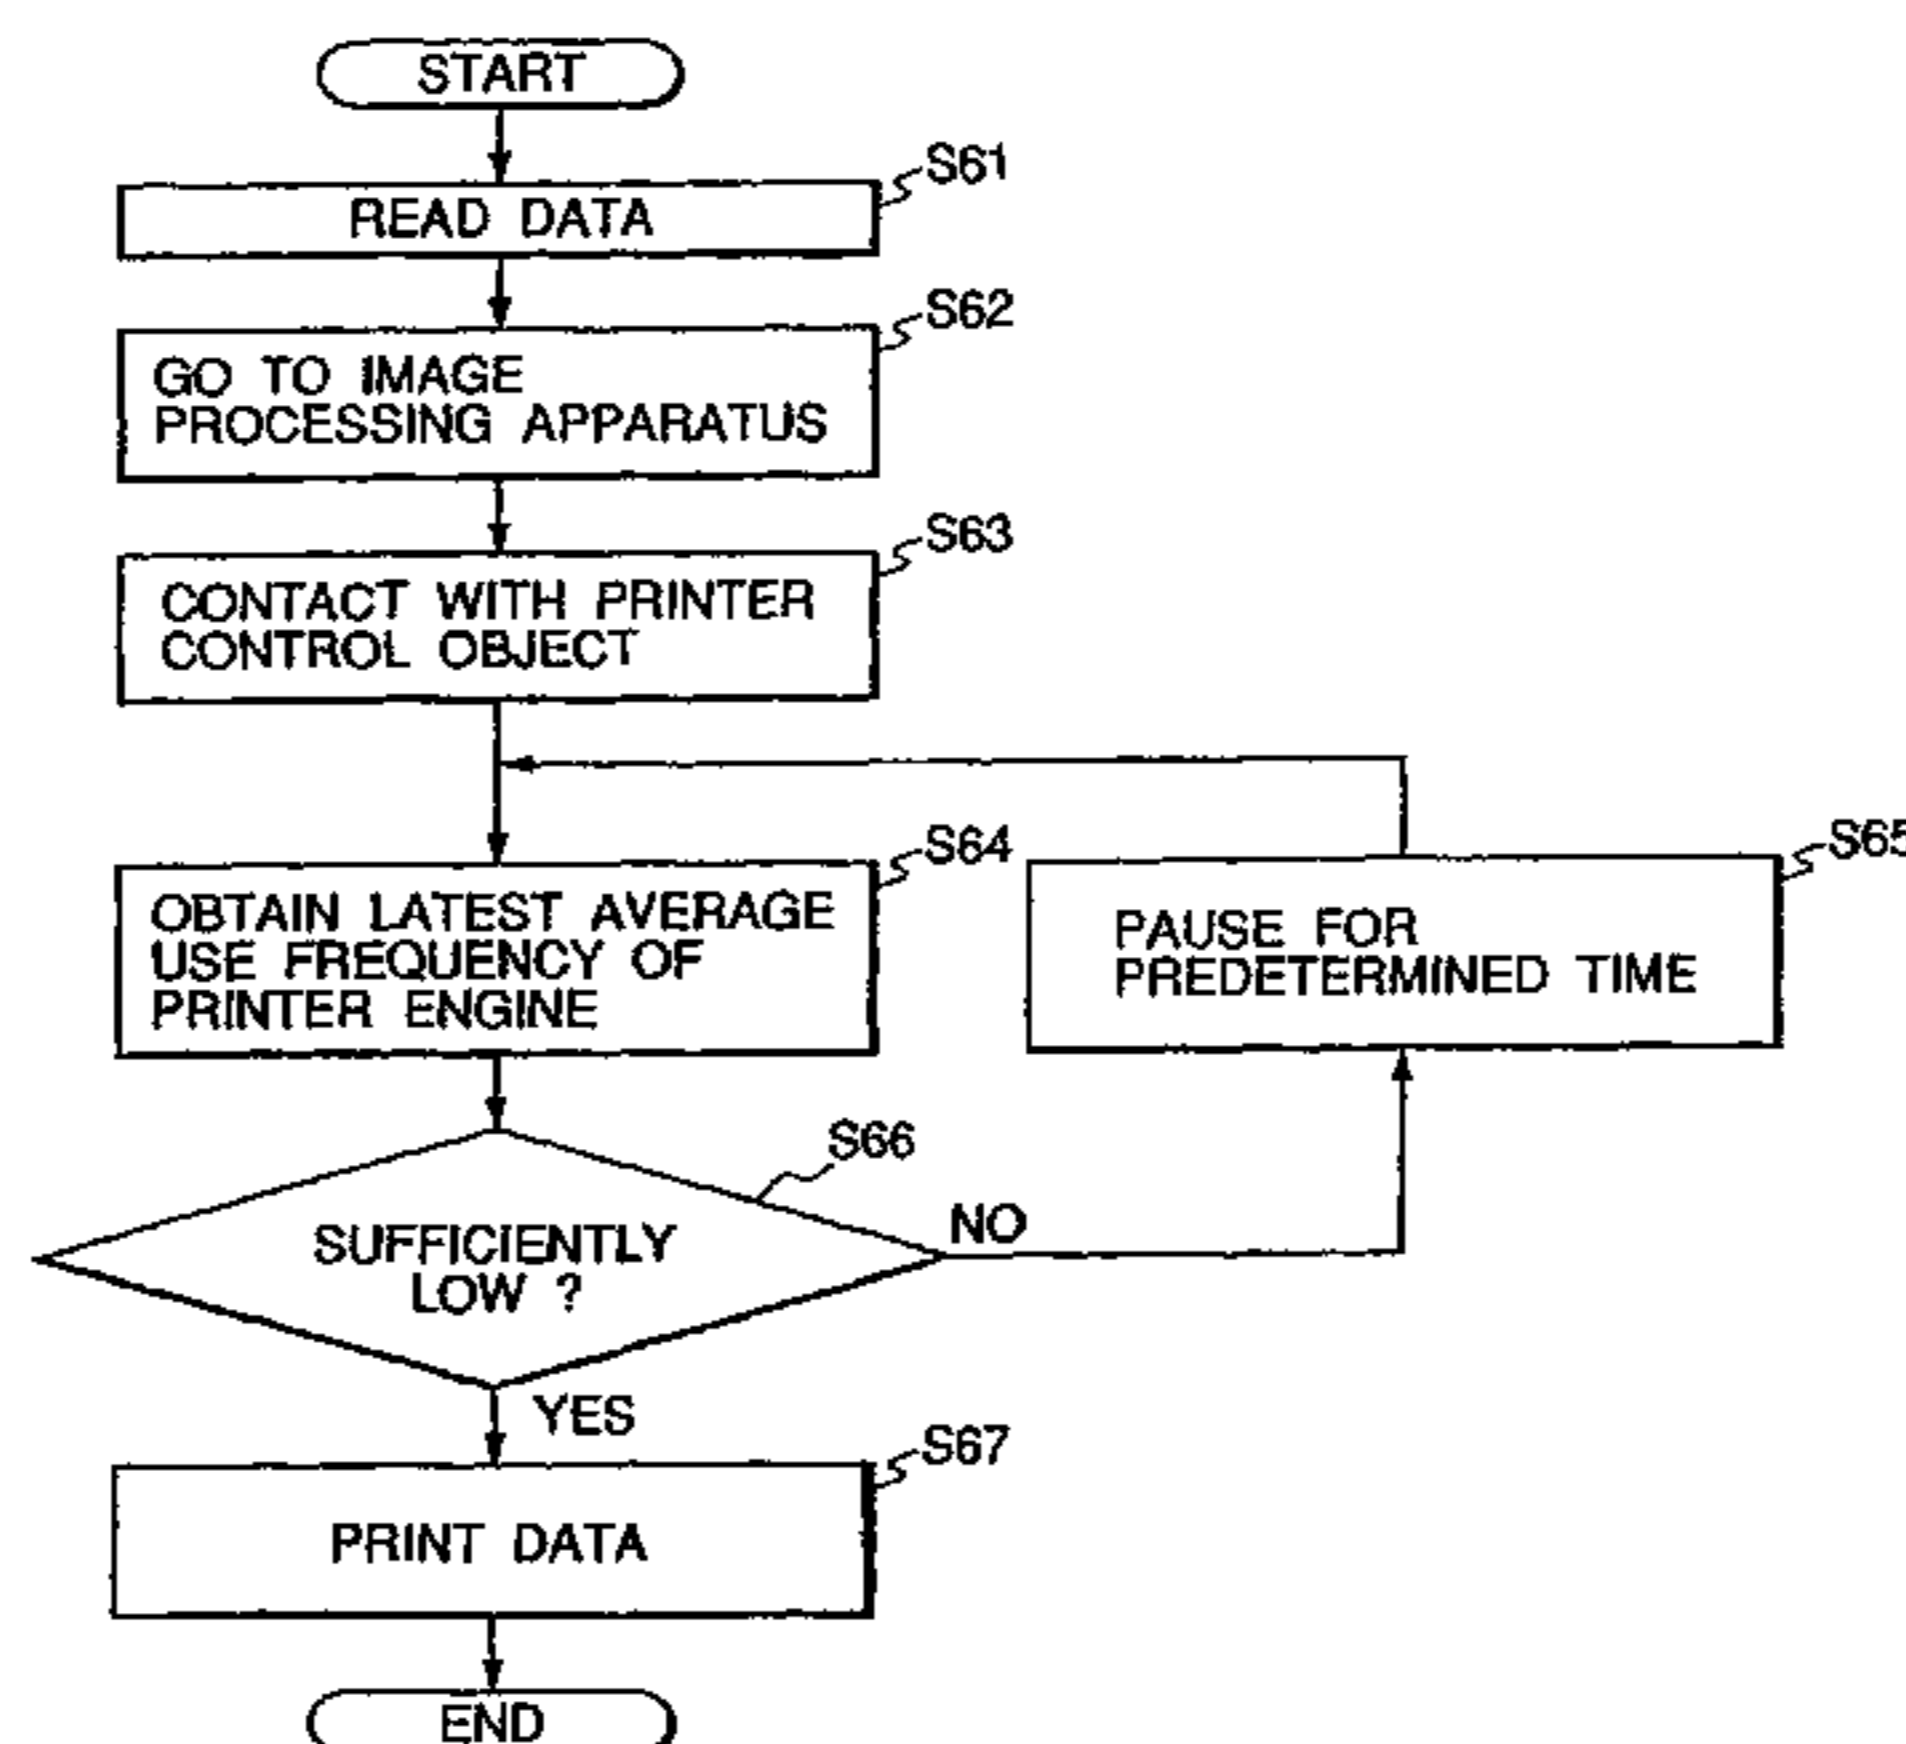 START
S61
READ DATA
S62
GO TO IMAGE
PROCESSING APPARATUS
S63
CONTACT WITH PRINTER
CONTROL OBJECT
S64
OBTAIN LATEST AVERAGE
USE FREQUENCY OF
PRINTER ENGINE
S65
PAUSE FOR
PREDETERMINED TIME
S66
SUFFICIENTLY
LOW ?
NO
YES
S67
PRINT DATA
END